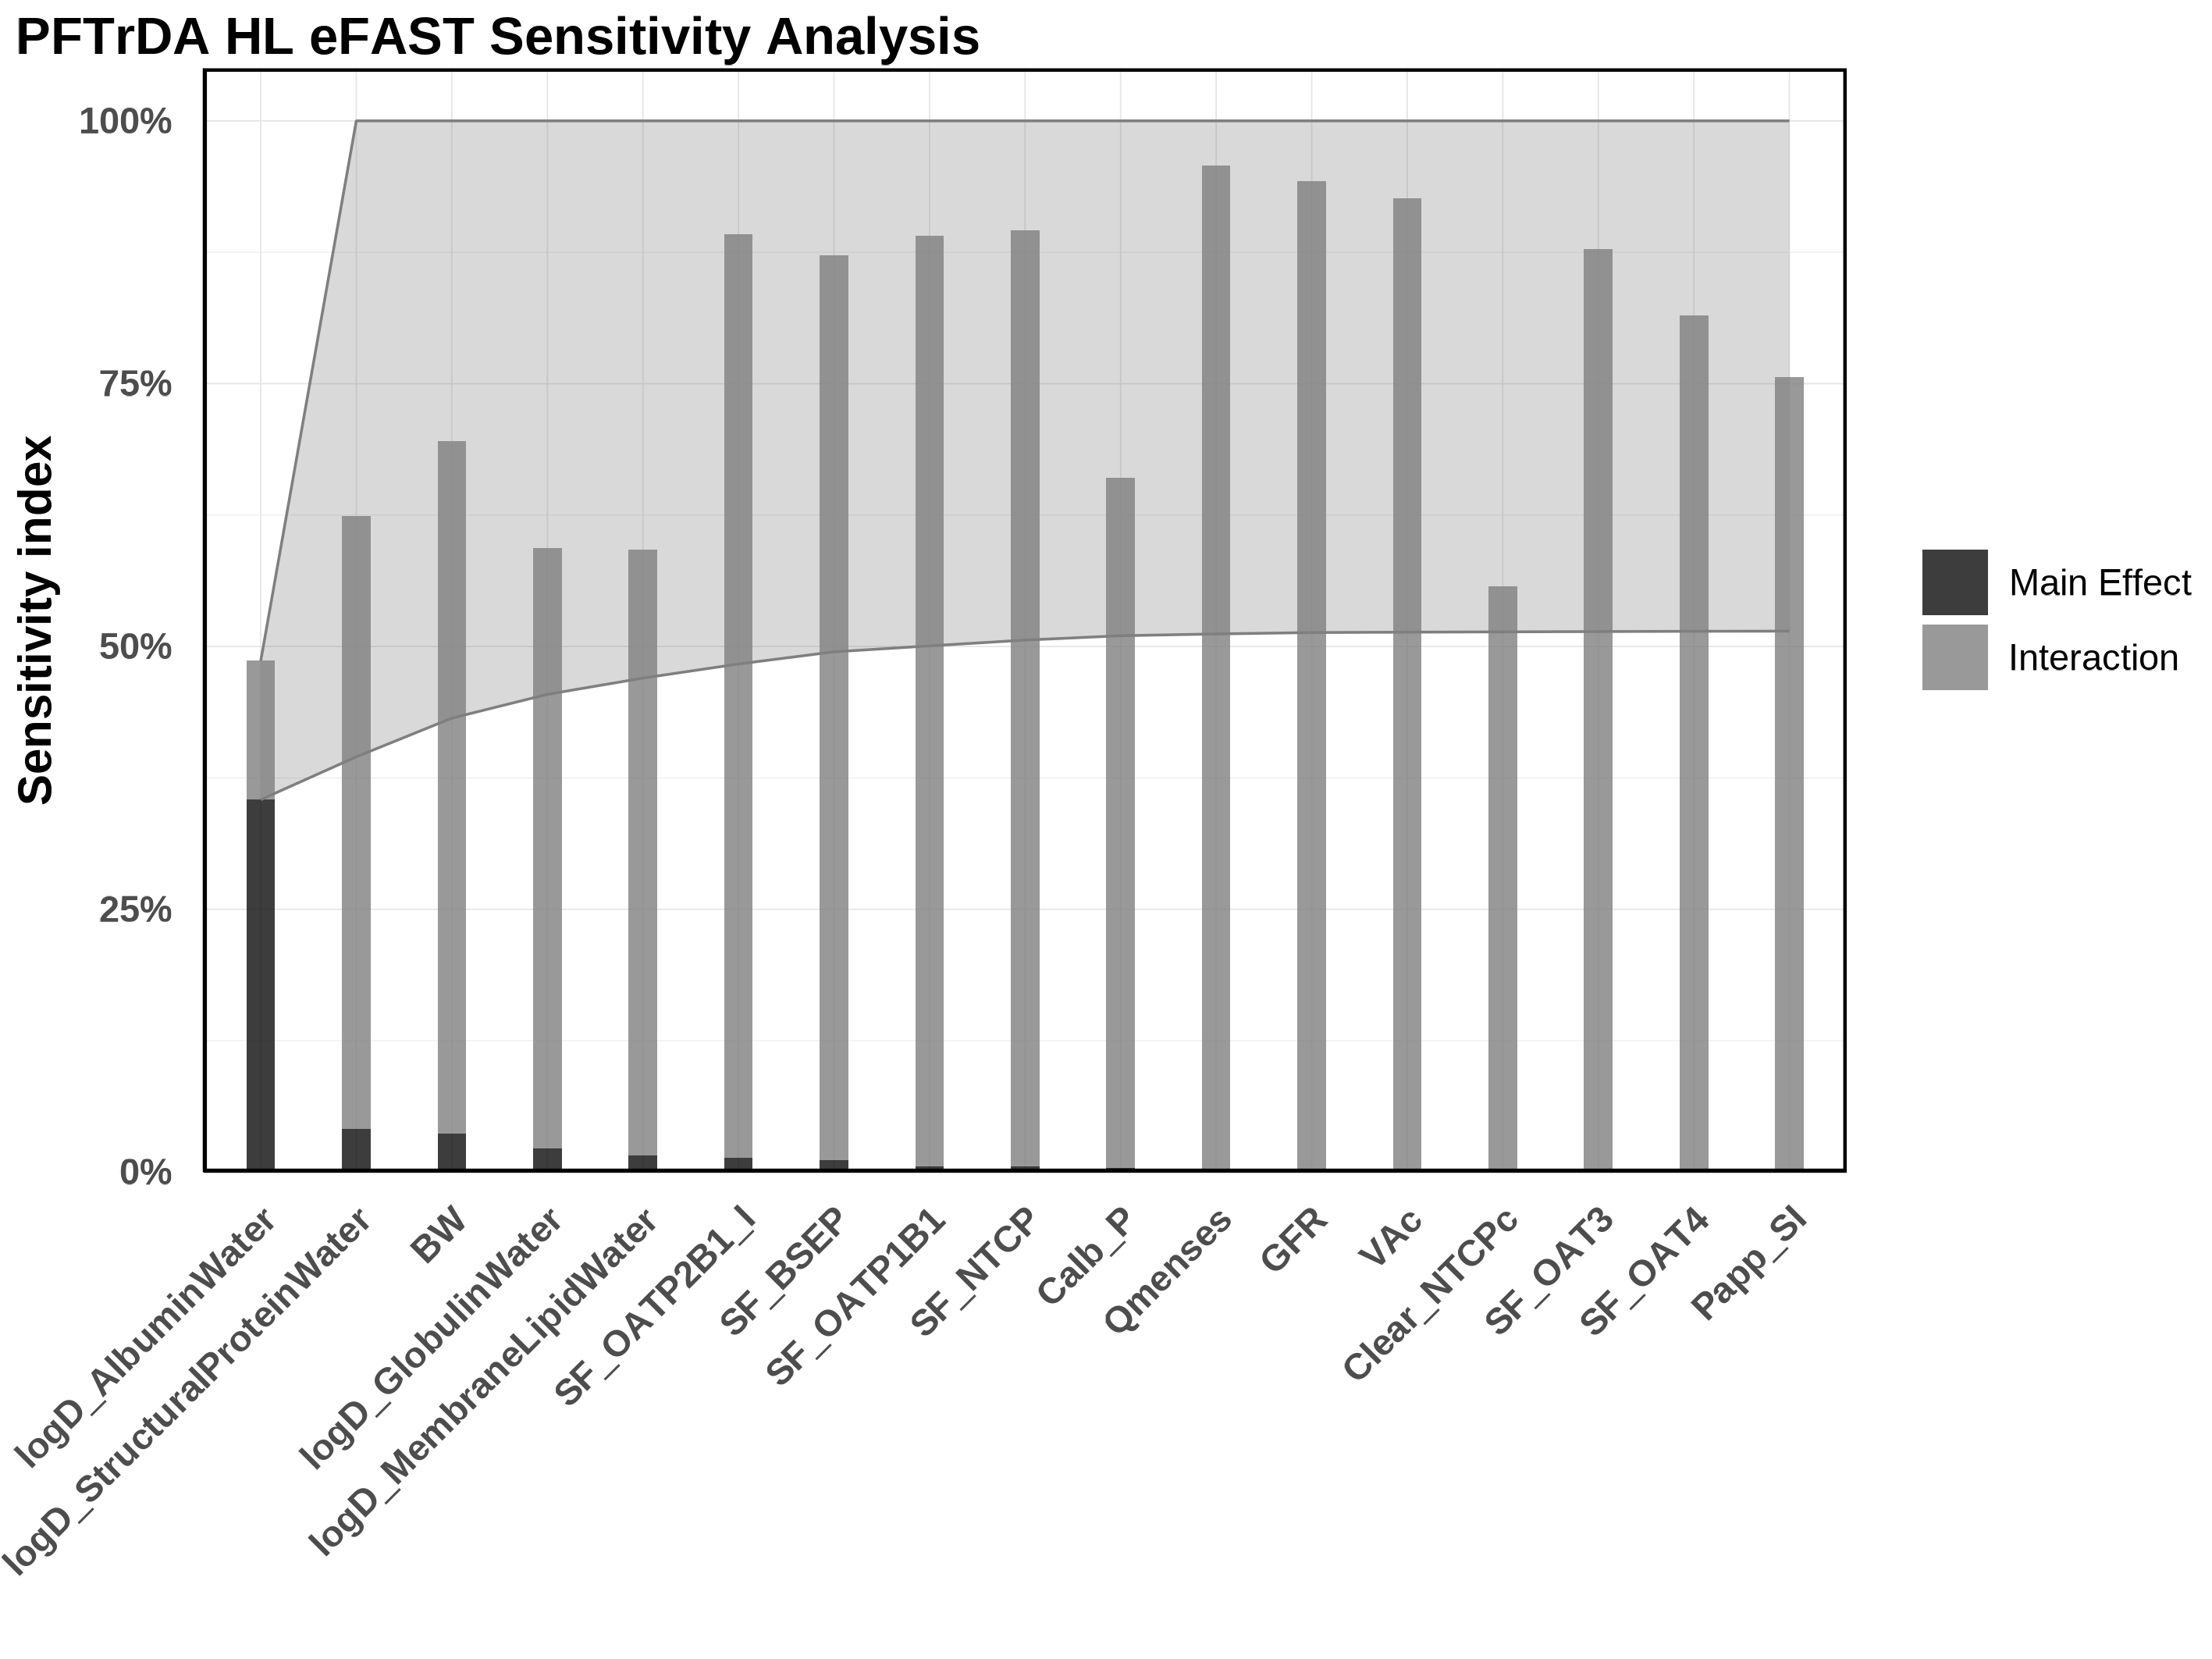 PFTrDA HL eFAST Sensitivity Analysis
Sensitivity index
100%
75%
50%
25%
0%
logD_AlbuminWater
logD_StructuralProteinWater
BW
logD_GlobulinWater
logD_MembraneLipidWater
SF_OATP2B1_I
SF_BSEP
SF_OATP1B1
SF_NTCP
Calb_P
Qmenses
GFR
VAc
Clear_NTCPc
SF_OAT3
SF_OAT4
Papp_SI
Main Effect
Interaction